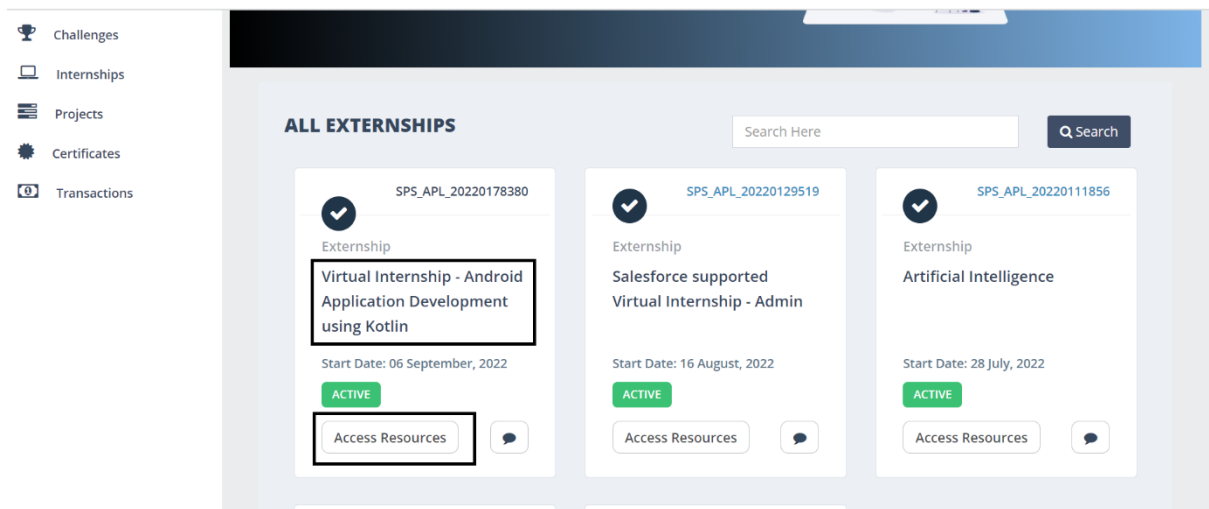 Challenges
Internships
Projects
Certificates
Transactions
ALL EXTERNSHIPS
Search Here
Search
SPS_APL_20220178380
Externship
Virtual Internship - Android
Application Development
using Kotlin
Start Date: 06 September, 2022
ACTIVE
Access Resources
SPS_APL_20220129519
Externship
Salesforce supported
Virtual Internship - Admin
Start Date: 16 August, 2022
ACTIVE
Access Resources
SPS_APL_20220111856
Externship
Artificial Intelligence
Start Date: 28 July, 2022
ACTIVE
Access Resources